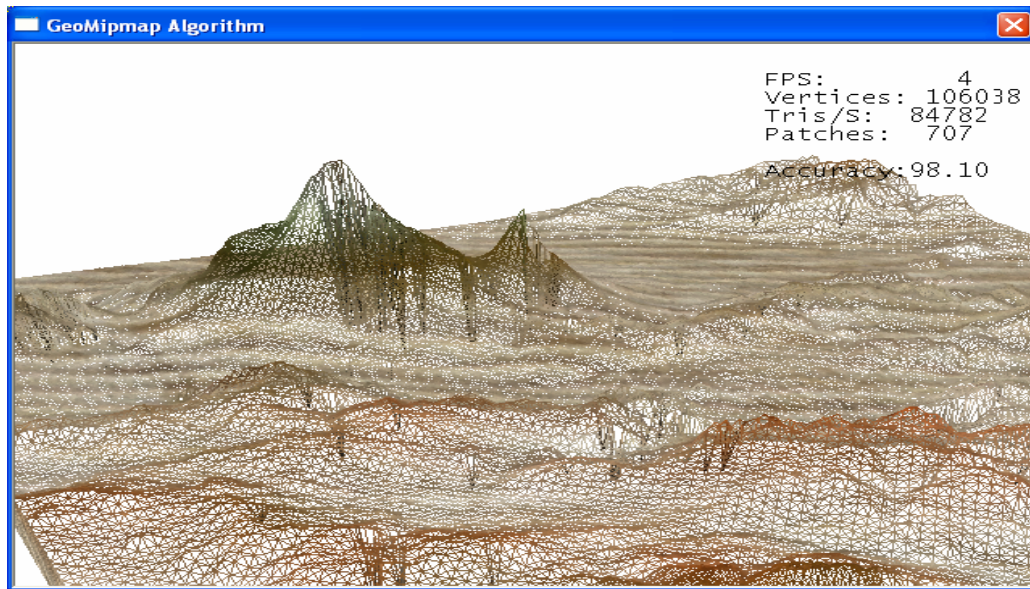 GeoMipmap Algorithm
FPS: 4
Vertices: 106038
Tris/S: 84782
Patches: 707
Accuracy:98.10